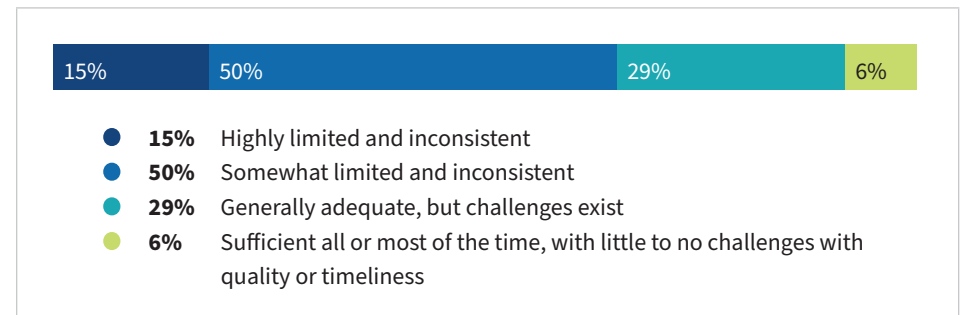 15% 50% 29% 6%
15% Highly limited and inconsistent
50% Somewhat limited and inconsistent
29% Generally adequate, but challenges exist
6% Sufficient all or most of the time, with little to no challenges with
quality or timeliness